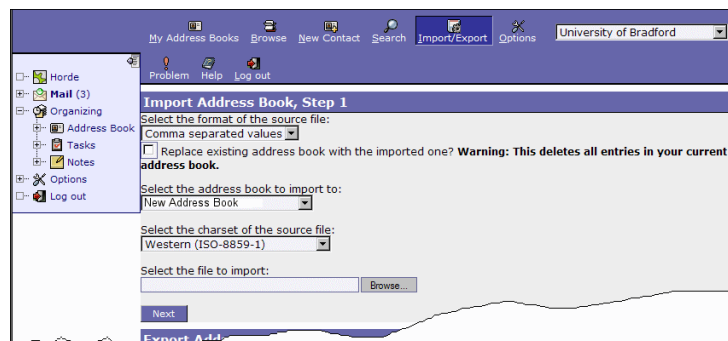 My Address Books Browse New Contact Search Import/Export Options University of Bradford
Problem Help Log out
Horde
Mail (3)
Organizing
Address Book
Tasks
Notes
Options
Log out
Import Address Book, Step 1
Select the format of the source file:
Comma separated values
Replace existing address book with the imported one? Warning: This deletes all entries in your current
address book.
Select the address book to import to:
New Address Book
Select the charset of the source file:
Western (ISO-8859-1)
Select the file to import:
Browse...
Next
Export Add